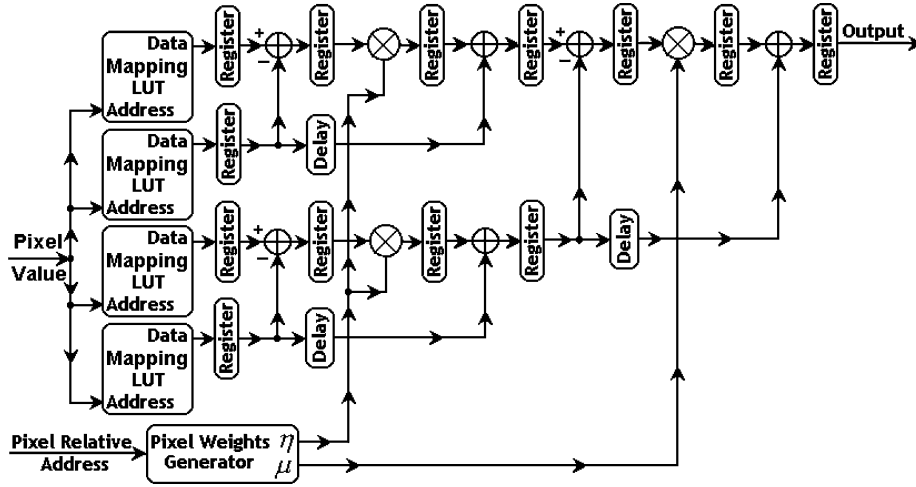 Data
Mapping
LUT
Address
Register
+
−
Register
Register
Register
+
−
Register
Register
Register
Output
Data
Mapping
LUT
Address
Register
Delay
Pixel
Value
Data
Mapping
LUT
Address
Register
+
−
Register
Register
Register
Delay
Data
Mapping
LUT
Address
Register
Delay
Pixel Relative
Address
Pixel Weights η
Generator μ